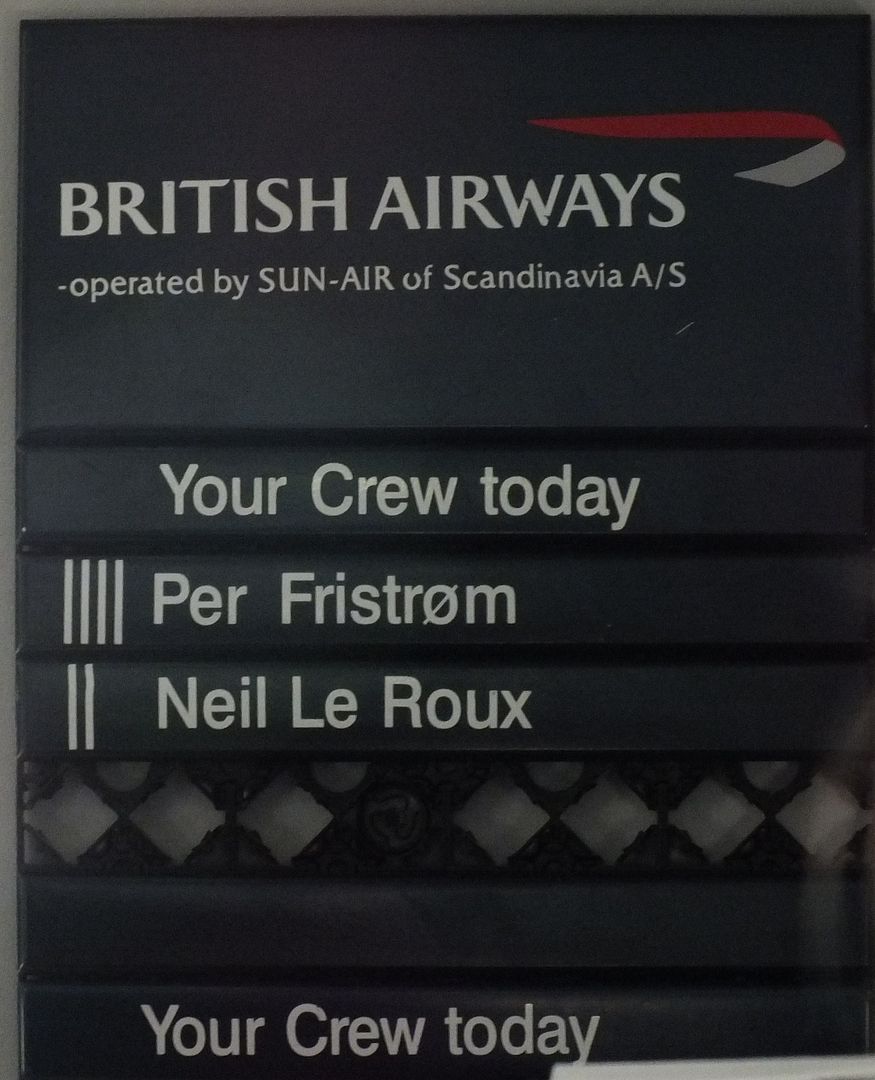 BRITISH AIRWAYS
-operated by SUN-AIR of Scandinavia A/S
Your Crew today
Per Fristrøm
Neil Le Roux
Your Crew today